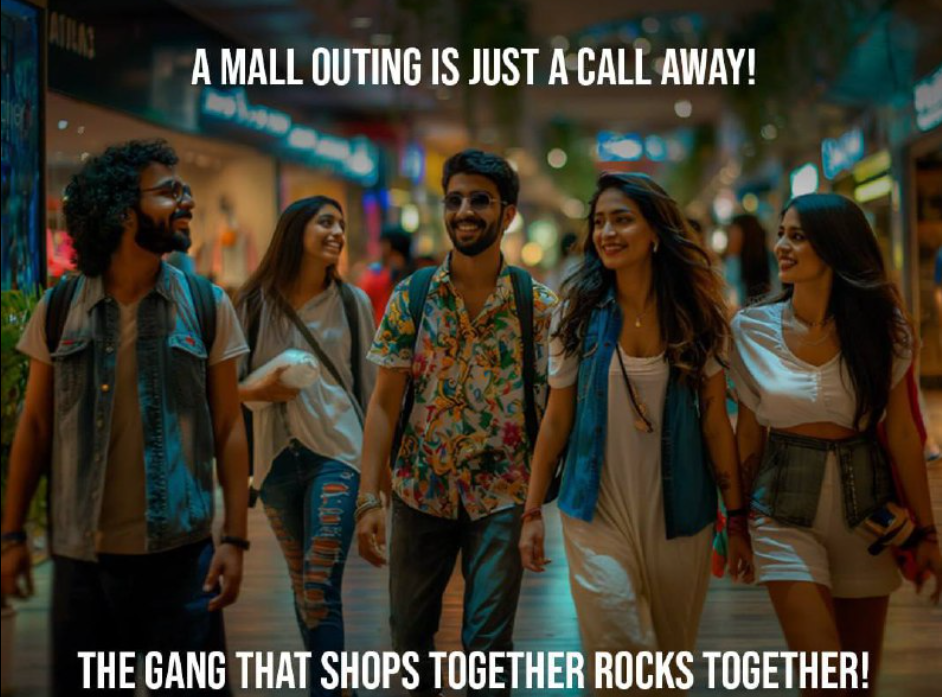 A MALL OUTING IS JUST A CALL AWAY!
THE GANG THAT SHOPS TOGETHER ROCKS TOGETHER!